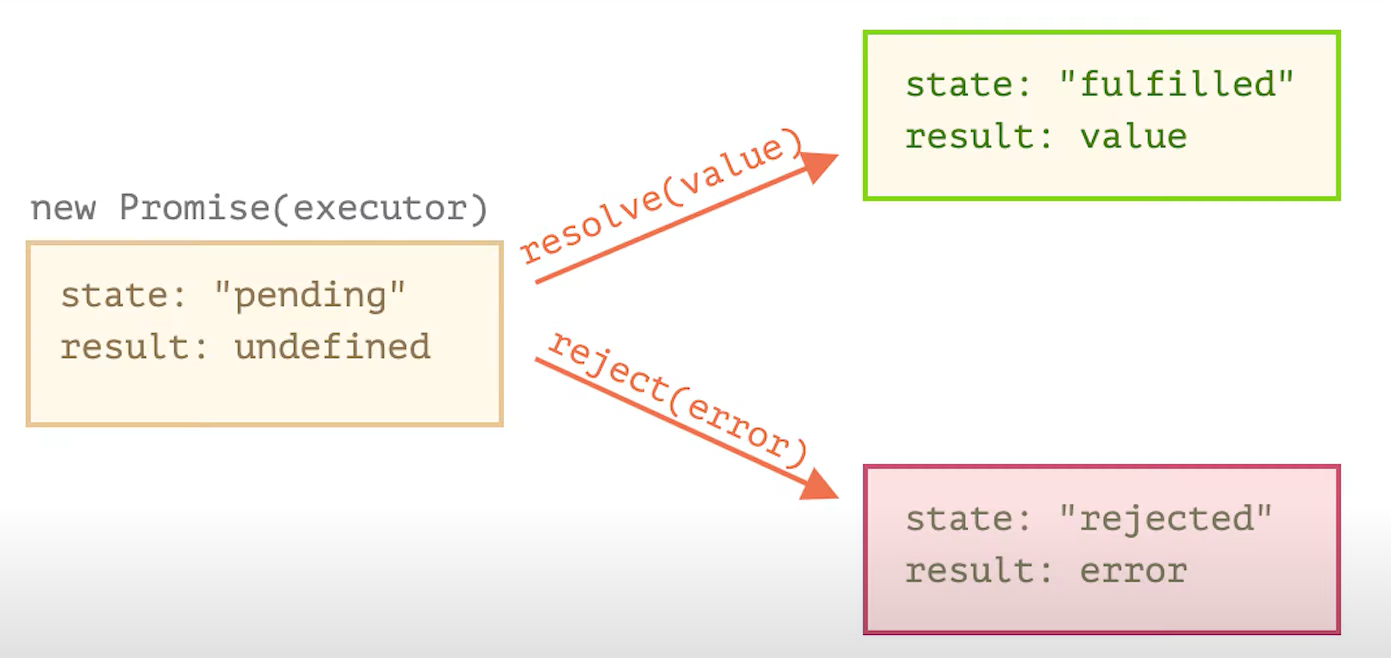 new Promise(executor)
state: "pending"
result: undefined
resolve(value)
state: "fulfilled"
result: value
reject(error)
state: "rejected"
result: error